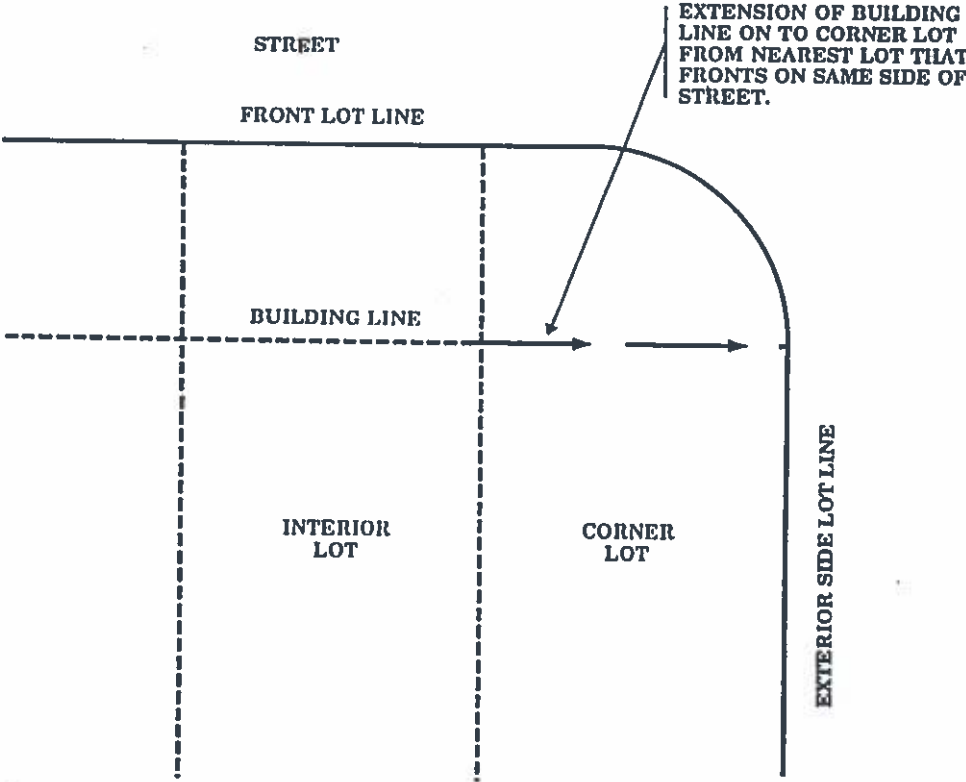 EXTENSION OF BUILDING
LINE ON TO CORNER LOT
FROM NEAREST LOT THAT
FRONTS ON SAME SIDE OF
STREET.
STREET
FRONT LOT LINE
BUILDING LINE
INTERIOR
LOT
CORNER
LOT
EXTERIOR SIDE LOT LINE